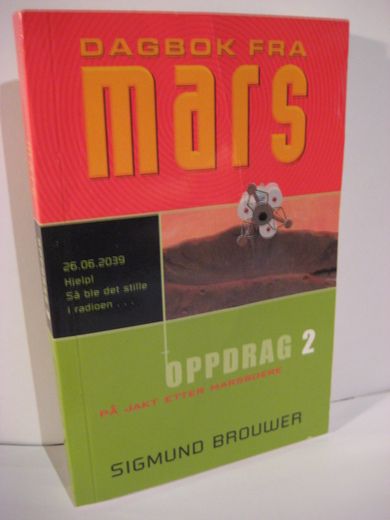 DAGBOK FRA
mars
26.06.2039
Hjelp!
Så ble det stille
i radioen . . .
OPPDRAG 2
PÅ JAKT ETTER MARSBOERE
SIGMUND BROUWER